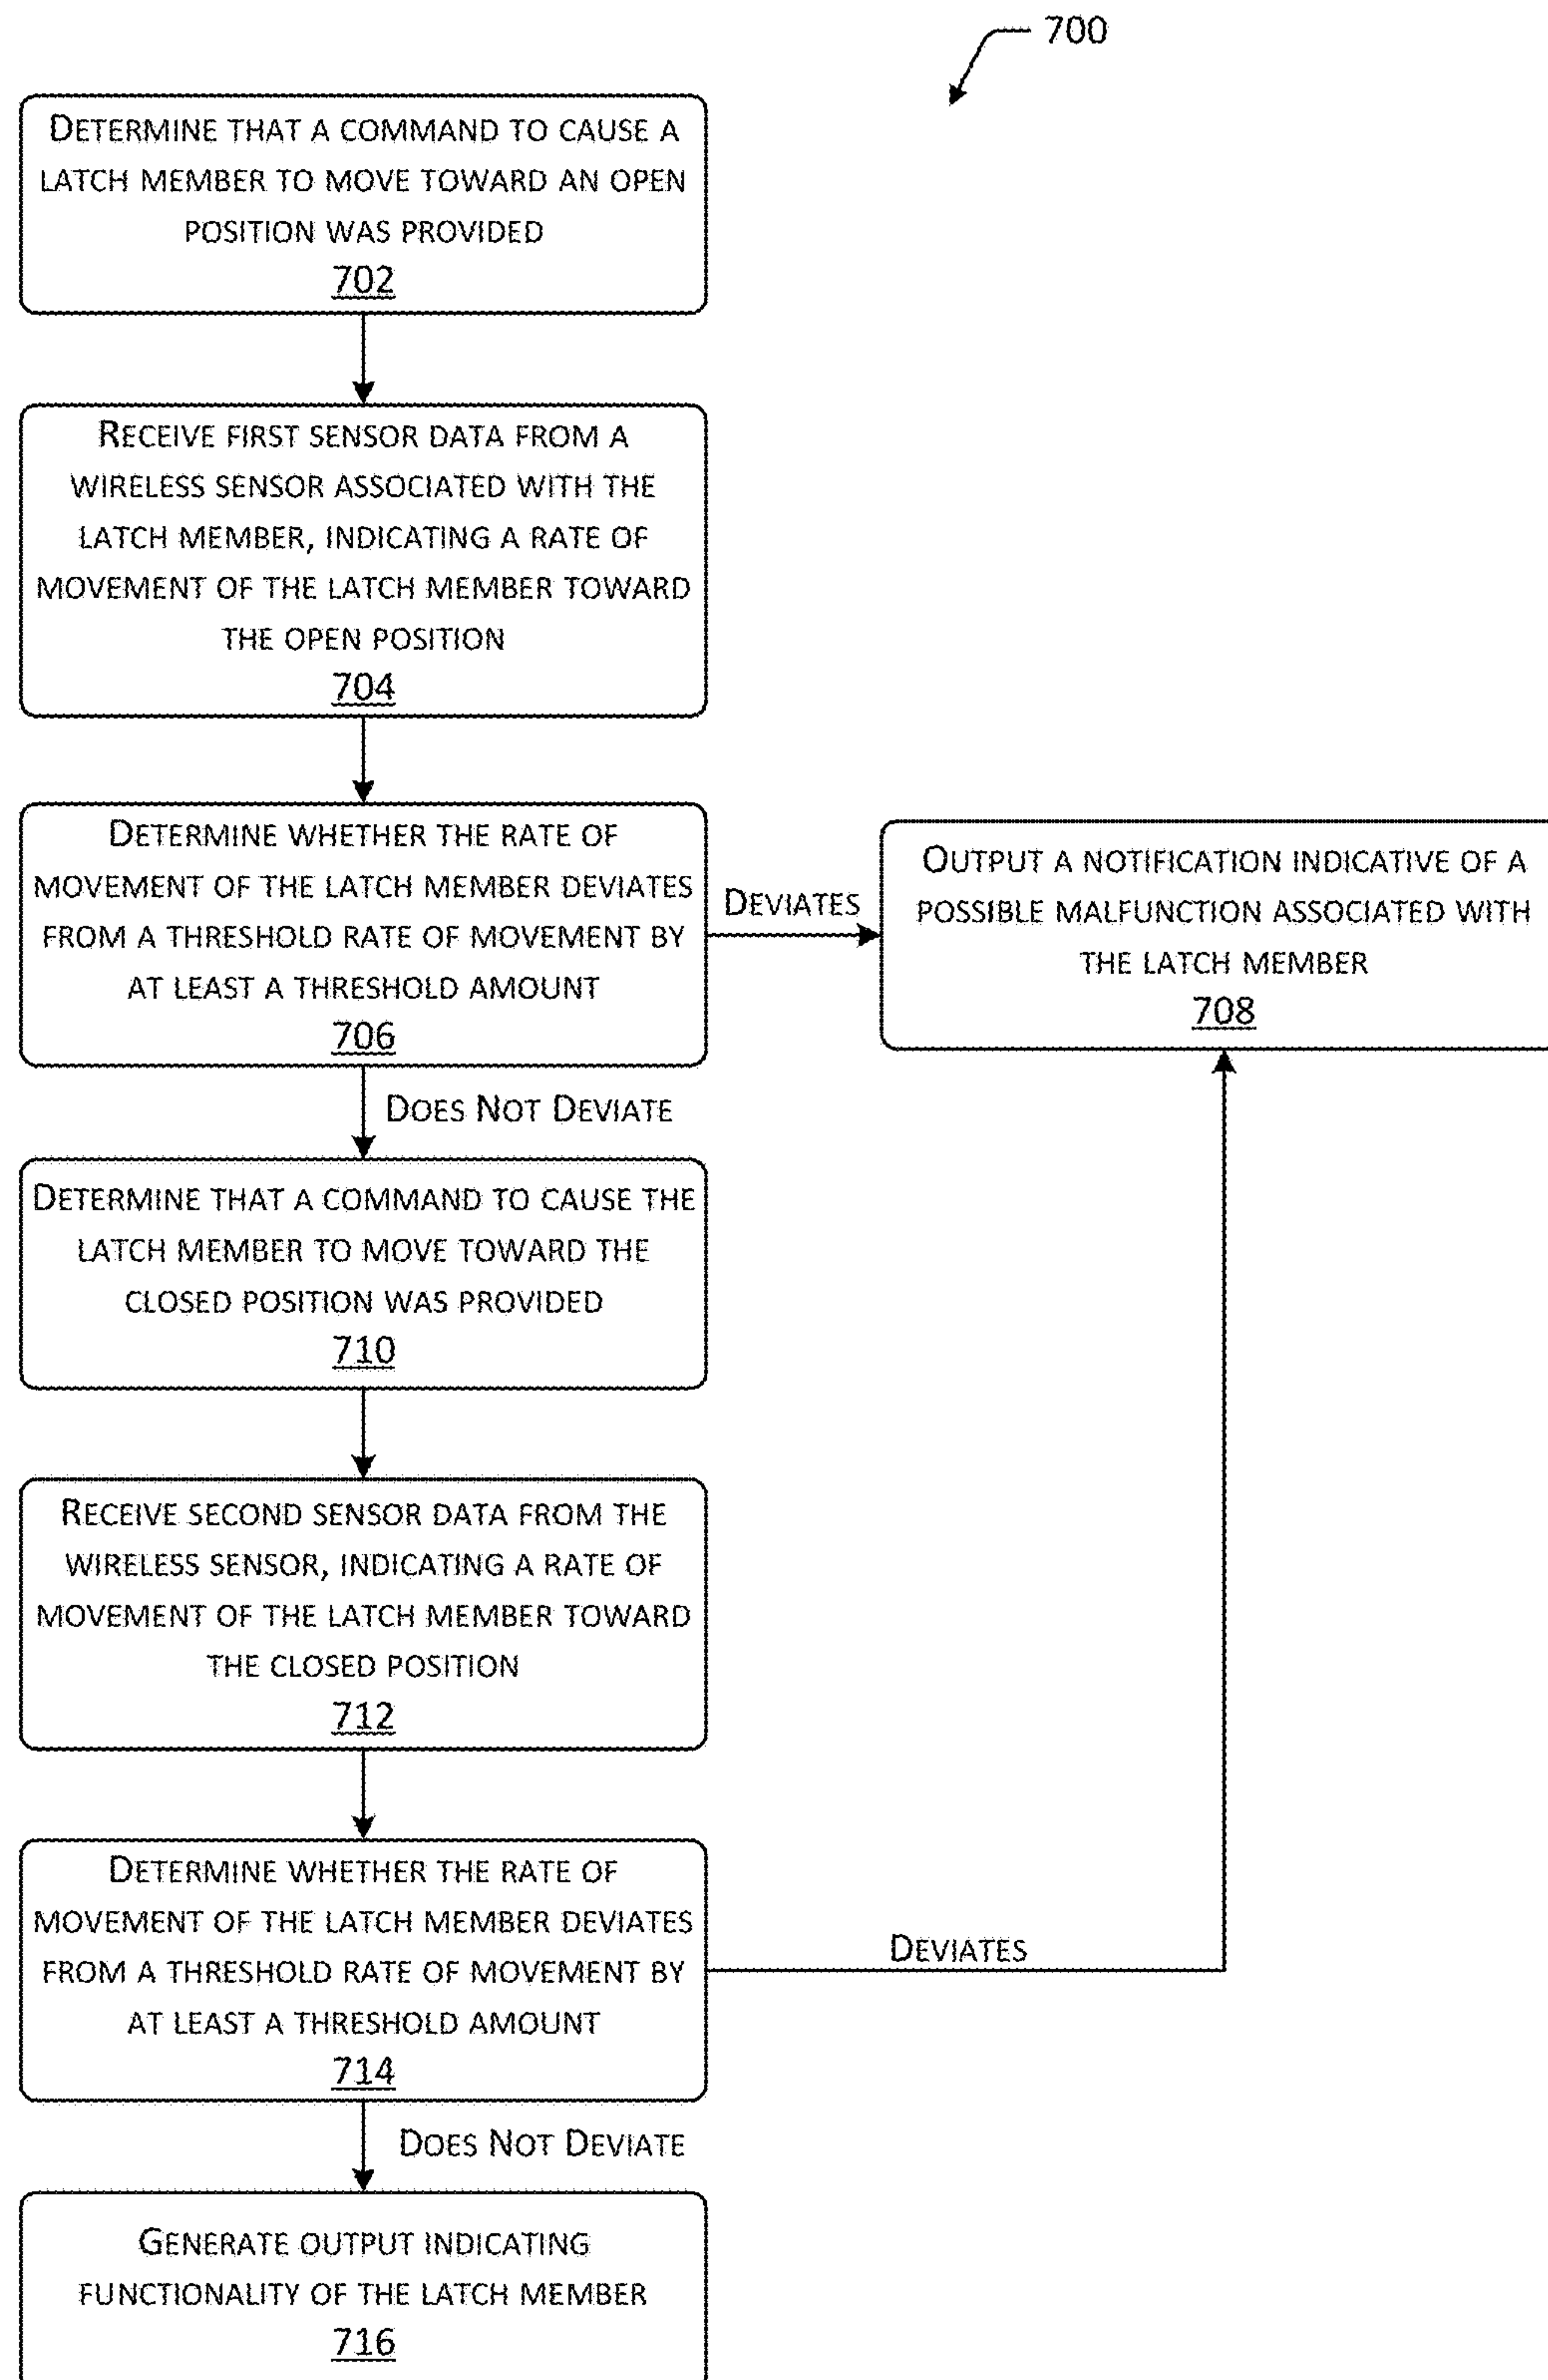 700
DETERMINE THAT A COMMAND TO CAUSE A
LATCH MEMBER TO MOVE TOWARD AN OPEN
POSITION WAS PROVIDED
702
RECEIVE FIRST SENSOR DATA FROM A
WIRELESS SENSOR ASSOCIATED WITH THE
LATCH MEMBER, INDICATING A RATE OF
MOVEMENT OF THE LATCH MEMBER TOWARD
THE OPEN POSITION
704
DETERMINE WHETHER THE RATE OF
MOVEMENT OF THE LATCH MEMBER DEVIATES
FROM A THRESHOLD RATE OF MOVEMENT BY
AT LEAST A THRESHOLD AMOUNT
706
DEVIATES
OUTPUT A NOTIFICATION INDICATIVE OF A
POSSIBLE MALFUNCTION ASSOCIATED WITH
THE LATCH MEMBER
708
DOES NOT DEVIATE
DETERMINE THAT A COMMAND TO CAUSE THE
LATCH MEMBER TO MOVE TOWARD THE
CLOSED POSITION WAS PROVIDED
710
RECEIVE SECOND SENSOR DATA FROM THE
WIRELESS SENSOR, INDICATING A RATE OF
MOVEMENT OF THE LATCH MEMBER TOWARD
THE CLOSED POSITION
712
DETERMINE WHETHER THE RATE OF
MOVEMENT OF THE LATCH MEMBER DEVIATES
FROM A THRESHOLD RATE OF MOVEMENT BY
AT LEAST A THRESHOLD AMOUNT
714
DEVIATES
DOES NOT DEVIATE
GENERATE OUTPUT INDICATING
FUNCTIONALITY OF THE LATCH MEMBER
716